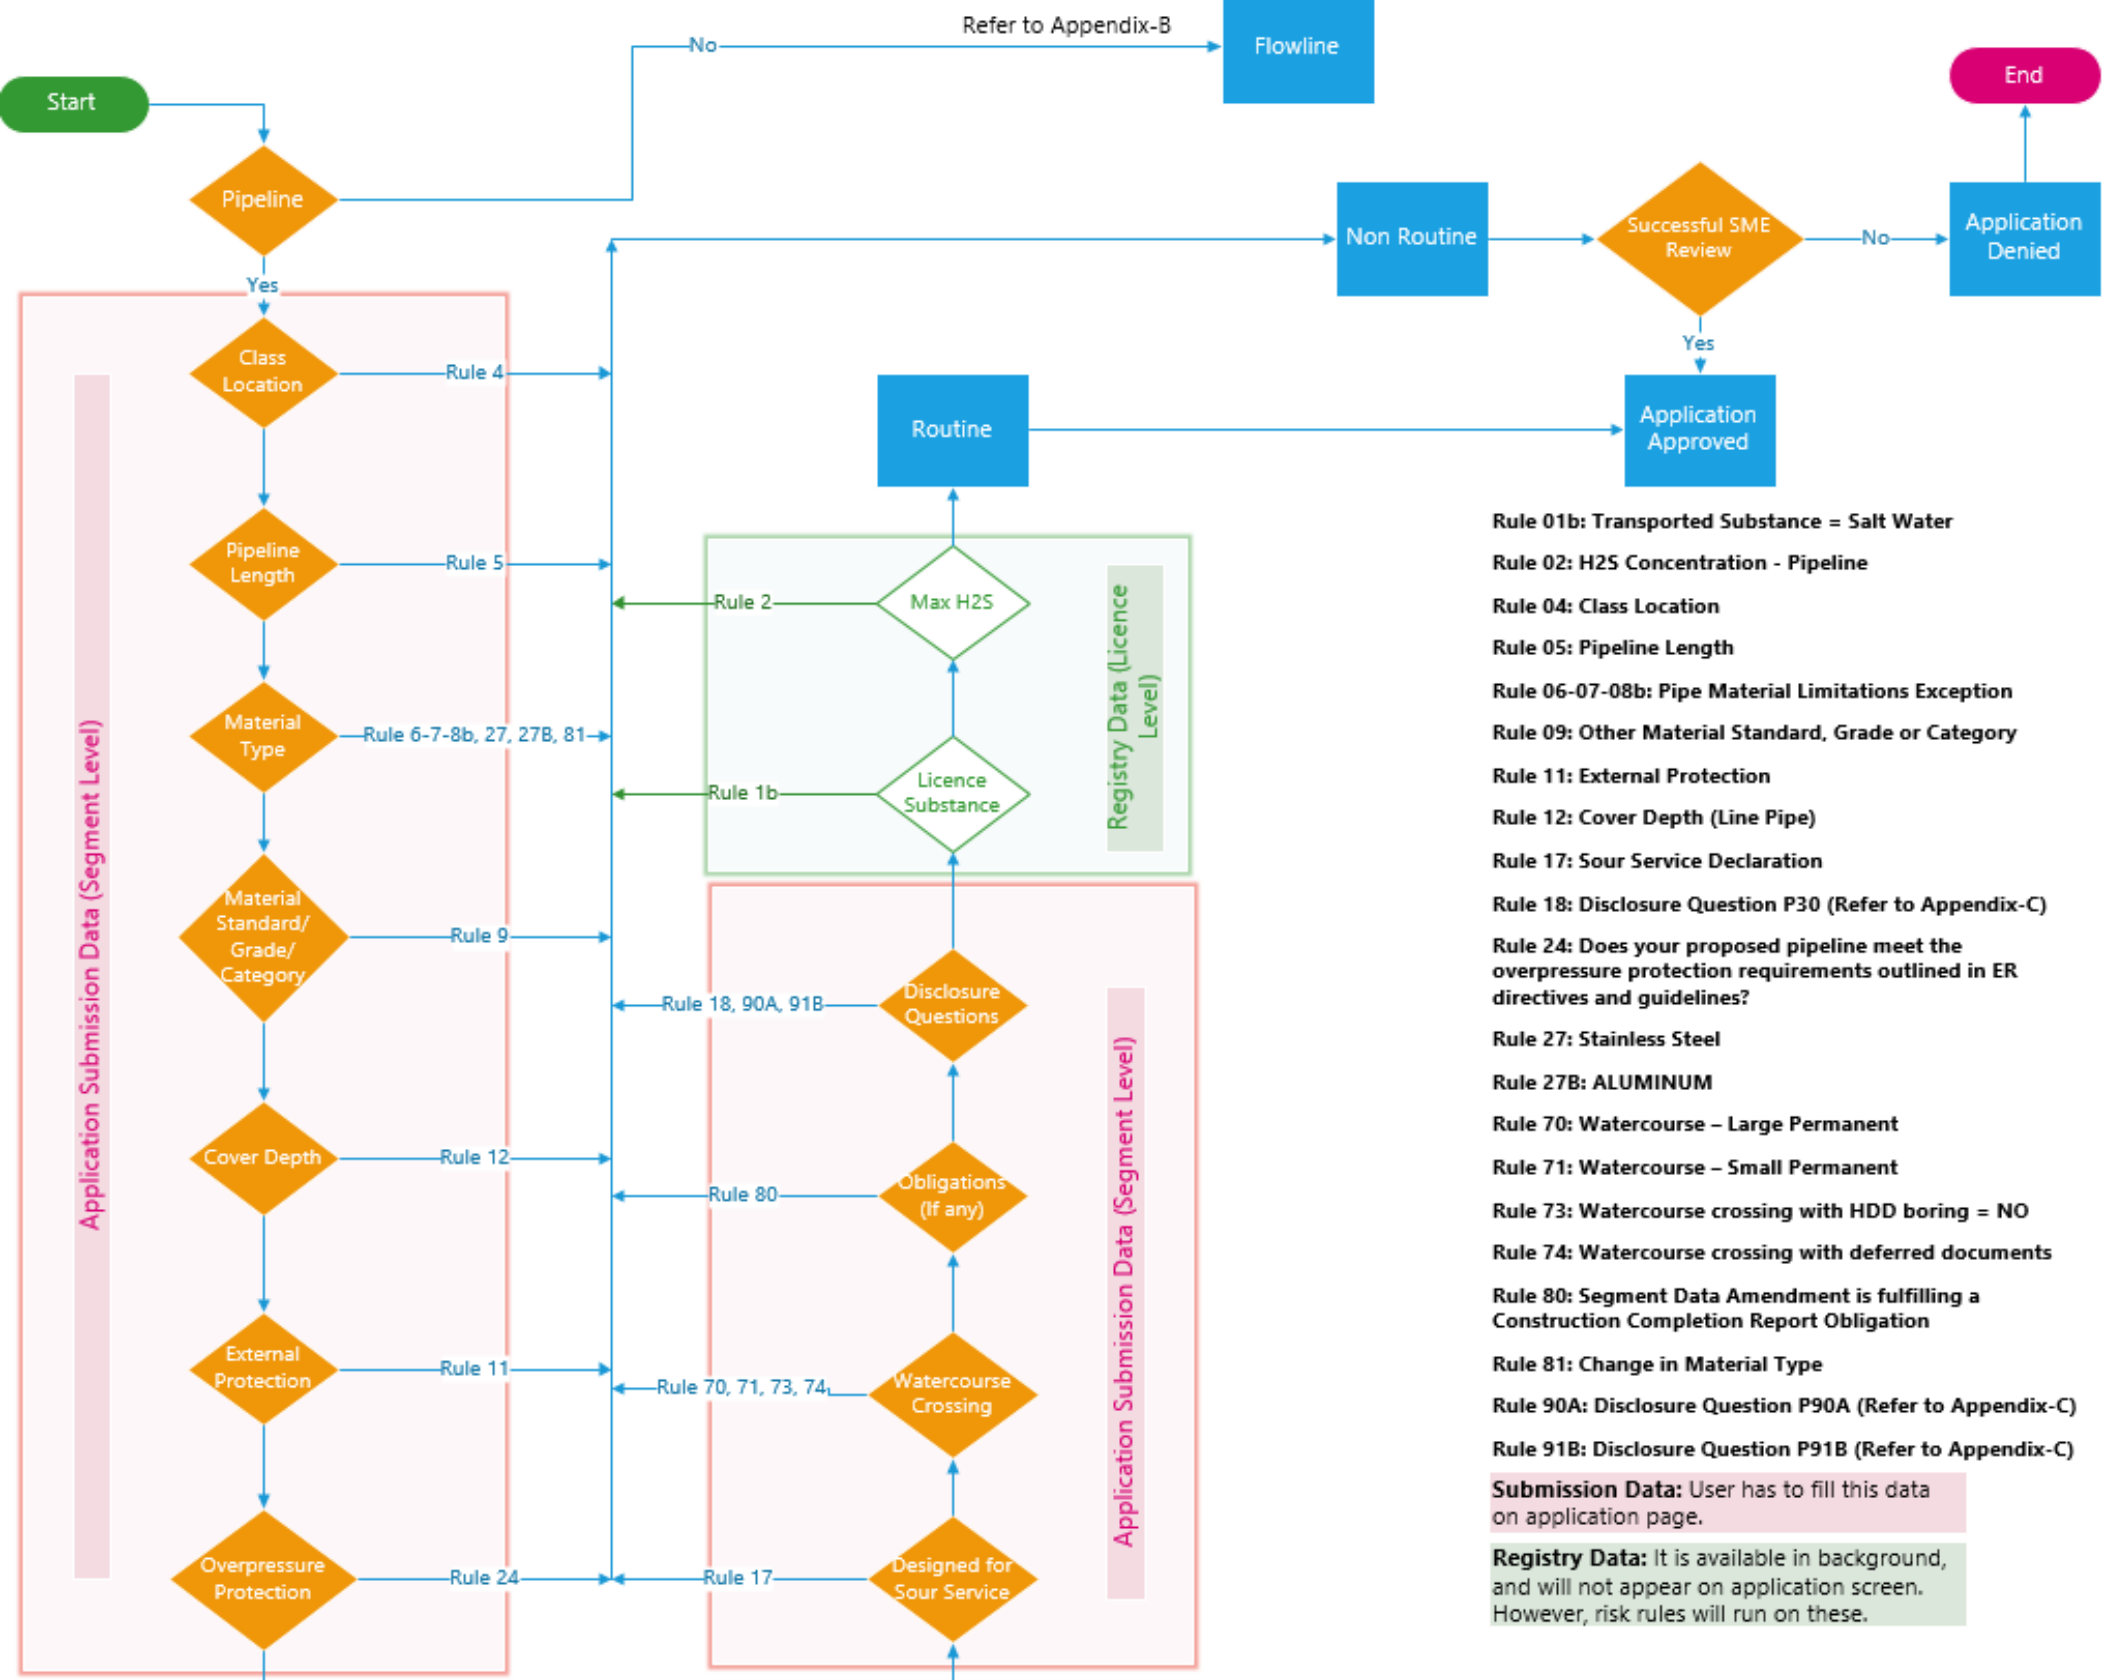 Refer to Appendix-B
No
Flowline
Start
End
Pipeline
Yes
Non Routine
Successful SME
Review
No
Application
Denied
Yes
Class
Location
Rule 4
Routine
Application
Approved
Pipeline
Length
Rule 5
Max H2S
Rule 2
Material
Type
Rule 6-7-8b, 27, 27B, 81
Licence
Substance
Rule 1b
Registry Data (Licence
Level)
Material
Standard/
Grade/
Category
Rule 9
Disclosure
Questions
Rule 18, 90A, 91B
Cover Depth
Rule 12
Obligations
(If any)
Rule 80
External
Protection
Rule 11
Watercourse
Crossing
Rule 70, 71, 73, 74
Overpressure
Protection
Rule 24
Rule 17
Designed for
Sour Service
Application Submission Data (Segment Level)
Application Submission Data (Segment Level)
Rule 01b: Transported Substance = Salt Water
Rule 02: H2S Concentration - Pipeline
Rule 04: Class Location
Rule 05: Pipeline Length
Rule 06-07-08b: Pipe Material Limitations Exception
Rule 09: Other Material Standard, Grade or Category
Rule 11: External Protection
Rule 12: Cover Depth (Line Pipe)
Rule 17: Sour Service Declaration
Rule 18: Disclosure Question P30 (Refer to Appendix-C)
Rule 24: Does your proposed pipeline meet the
overpressure protection requirements outlined in ER
directives and guidelines?
Rule 27: Stainless Steel
Rule 27B: ALUMINUM
Rule 70: Watercourse – Large Permanent
Rule 71: Watercourse – Small Permanent
Rule 73: Watercourse crossing with HDD boring = NO
Rule 74: Watercourse crossing with deferred documents
Rule 80: Segment Data Amendment is fulfilling a
Construction Completion Report Obligation
Rule 81: Change in Material Type
Rule 90A: Disclosure Question P90A (Refer to Appendix-C)
Rule 91B: Disclosure Question P91B (Refer to Appendix-C)
Submission Data: User has to fill this data
on application page.
Registry Data: It is available in background,
and will not appear on application screen.
However, risk rules will run on these.